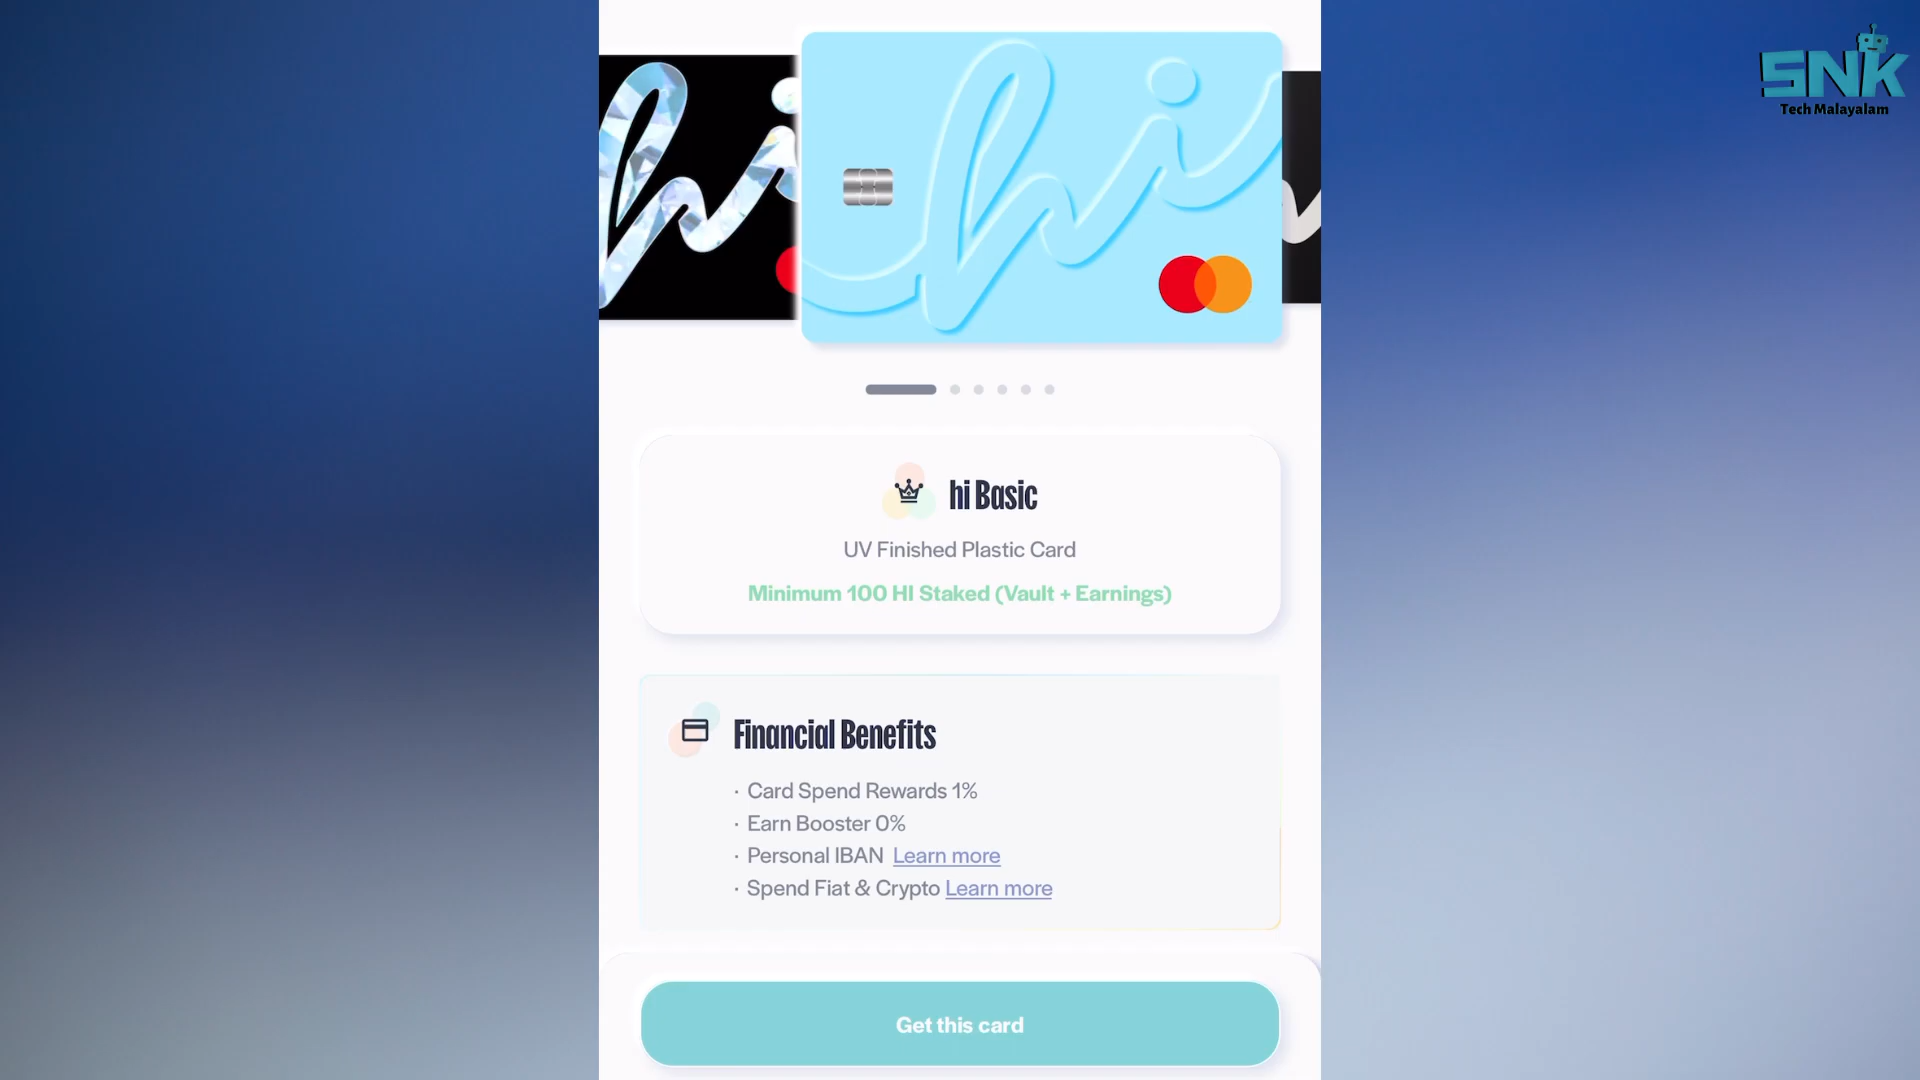 hi
hi
SNK
Tech Malayalam
hi Basic
UV Finished Plastic Card
Minimum 100 HI Staked (Vault + Earnings)
Financial Benefits
· Card Spend Rewards 1%
· Earn Booster 0%
· Personal IBAN Learn more
· Spend Fiat & Crypto Learn more
Get this card